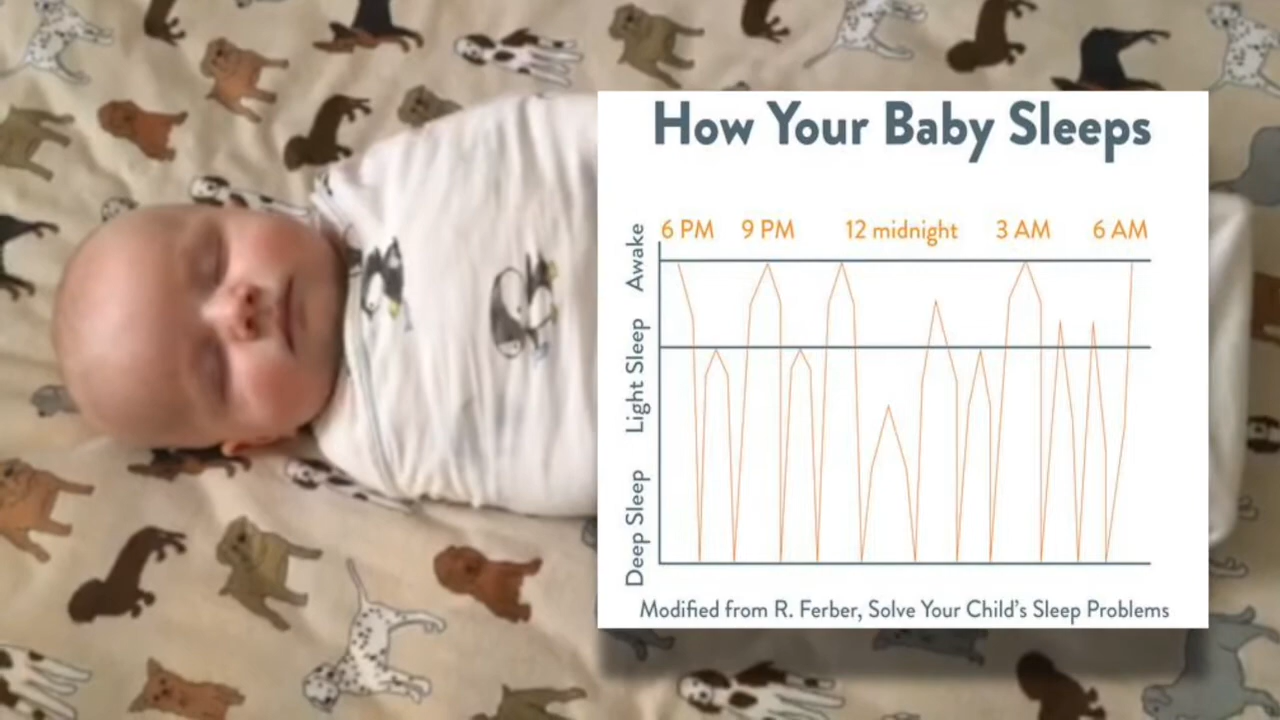 How Your Baby Sleeps
6 PM 9 PM 12 midnight 3 AM 6 AM
Awake
Light Sleep
Deep Sleep
Modified from R. Ferber, Solve Your Child's Sleep Problems